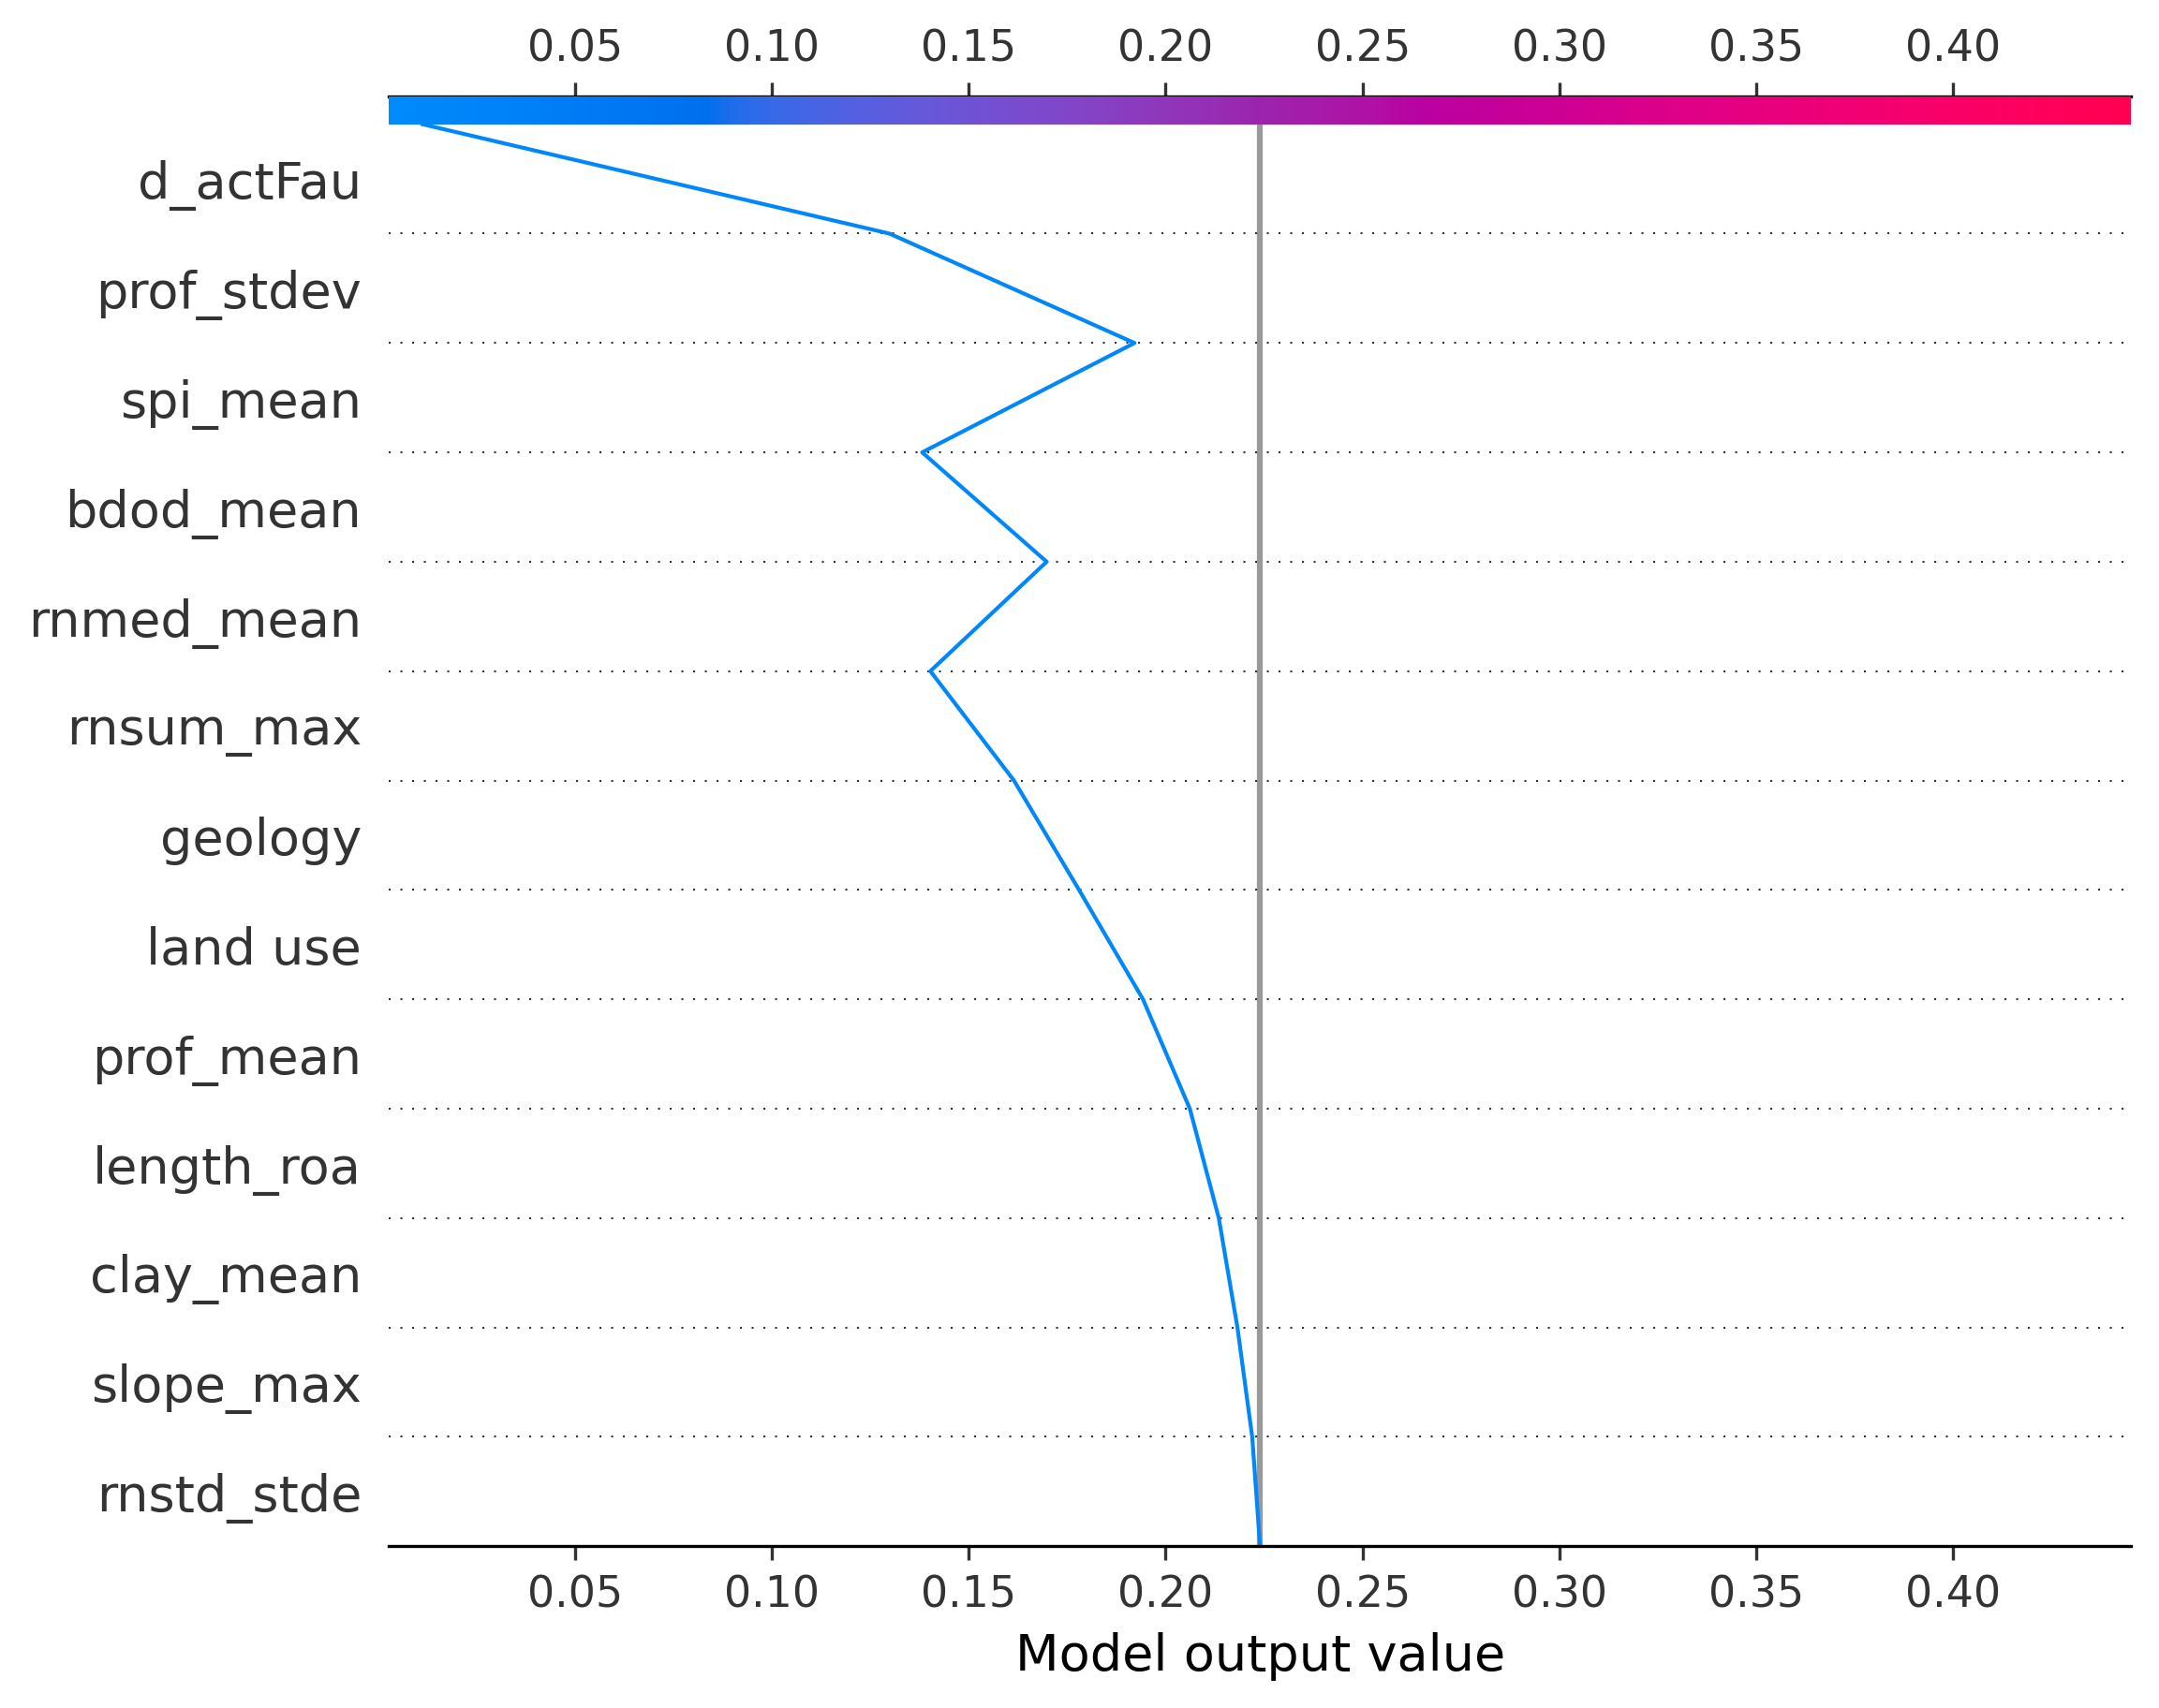 0.05 0.10 0.15 0.20 0.25 0.30 0.35 0.40
d_actFau
prof_stdev
spi_mean
bdod_mean
rnmed_mean
rnsum_max
geology
land use
prof_mean
length_roa
clay_mean
slope_max
rnstd_stde
0.05 0.10 0.15 0.20 0.25 0.30 0.35 0.40
Model output value